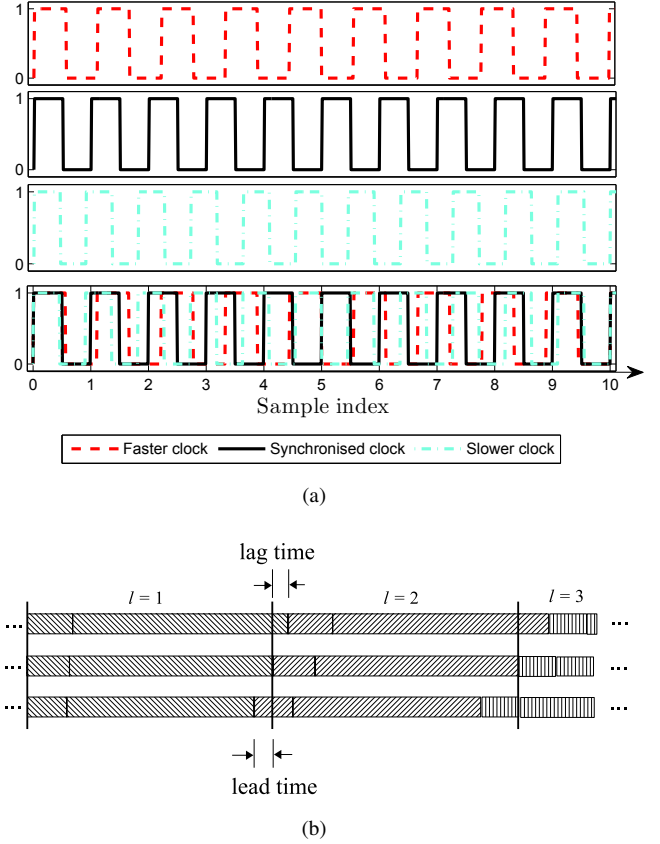 1
0
1
0
1
0
1
0
0 1 2 3 4 5 6 7 8 9 10
Sample index
Faster clock Synchronised clock Slower clock
(a)
lag time
l = 1 l = 2 l = 3
... ...
... ...
... ...
lead time
(b)